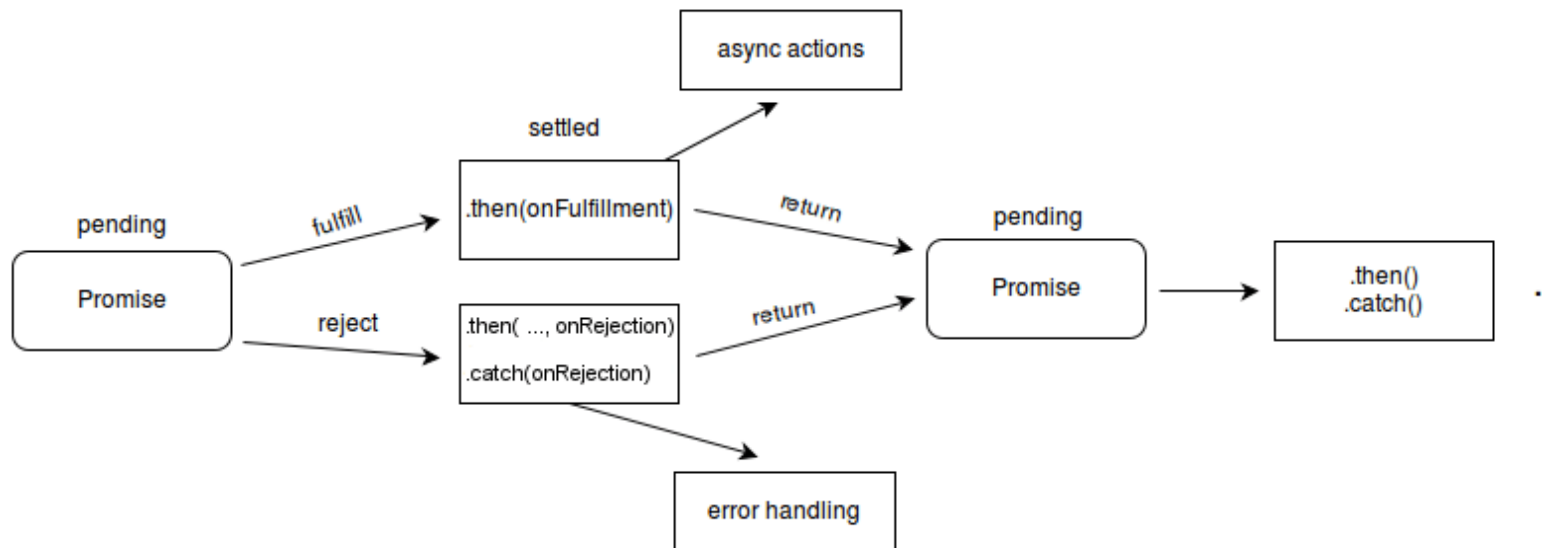 async actions
settled
.then(onFulfillment)
return
pending
fulfill
pending
Promise
Promise
.then()
.catch()
.
reject
.then( ..., onRejection)
return
.catch(onRejection)
error handling